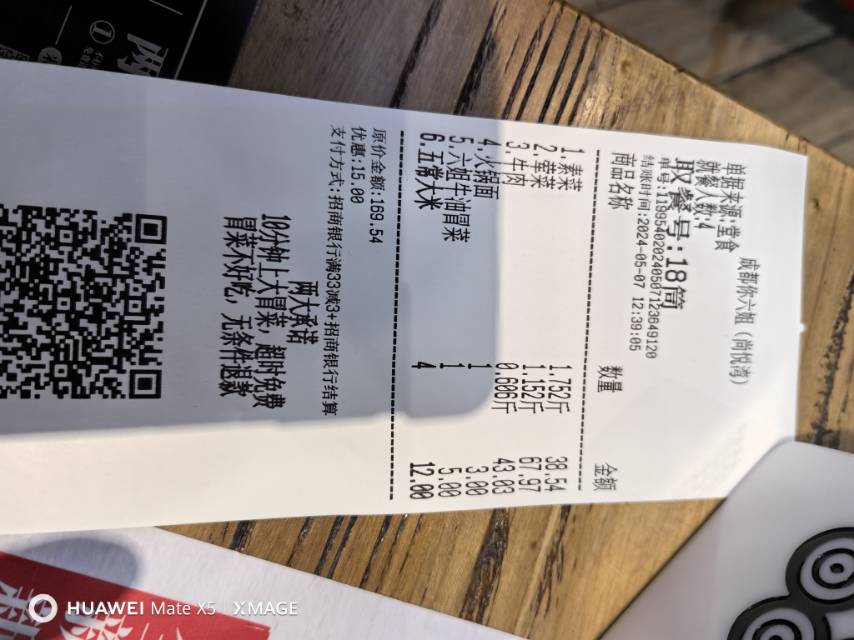 成都你六姐（尚悦湾）
单据来源:堂食
就餐人数:4
取餐号:18筒
单号:11895402024050712364912​0
结账时间:2024-05-07 12:39:05
商品名称 数量 金额
1.素菜 1.752斤 38.54
2.荤菜 1.152斤 67.97
3.牛肉 0.606斤 43.03
4.火锅面 1 3.00
5.六姐牛油冒菜 1 5.00
6.五常大米 4 12.00
原价金额:169.54
优惠:15.00
支付方式:招商银行满33减3+招商银行结算
两大承诺
10分钟上大冒菜，超时免费
冒菜不好吃，无条件退款
HUAWEI Mate X5 XMAGE